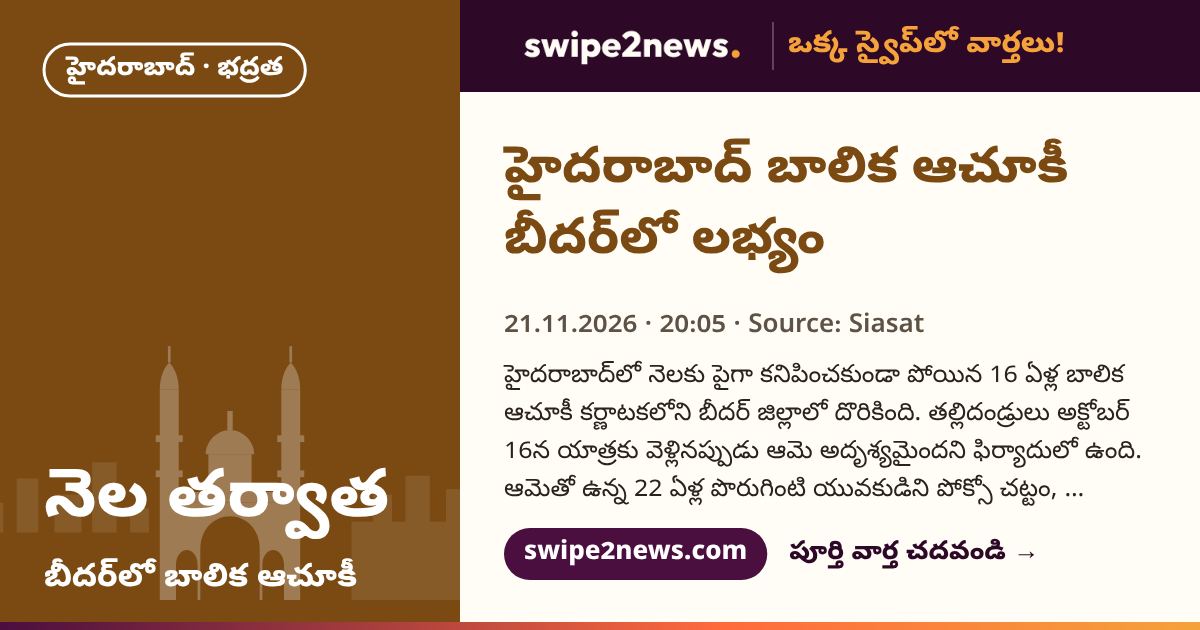 హైదరాబాద్ · భద్రత
నెల తర్వాత
బీదర్‌లో బాలిక ఆచూకీ
swipe2news.
ఒక్క స్వైప్‌లో వార్తలు!
హైదరాబాద్ బాలిక ఆచూకీ
బీదర్‌లో లభ్యం
21.11.2026 · 20:05 · Source: Siasat
హైదరాబాద్‌లో నెలకు పైగా కనిపించకుండా పోయిన 16 ఏళ్ల బాలిక
ఆచూకీ కర్ణాటకలోని బీదర్ జిల్లాలో దొరికింది. తల్లిదండ్రులు అక్టోబర్
16న యాత్రకు వెళ్లినప్పుడు ఆమె అదృశ్యమైందని ఫిర్యాదులో ఉంది.
ఆమెతో ఉన్న 22 ఏళ్ల పొరుగింటి యువకుడిని పోక్సో చట్టం, ...
swipe2news.com
పూర్తి వార్త చదవండి →